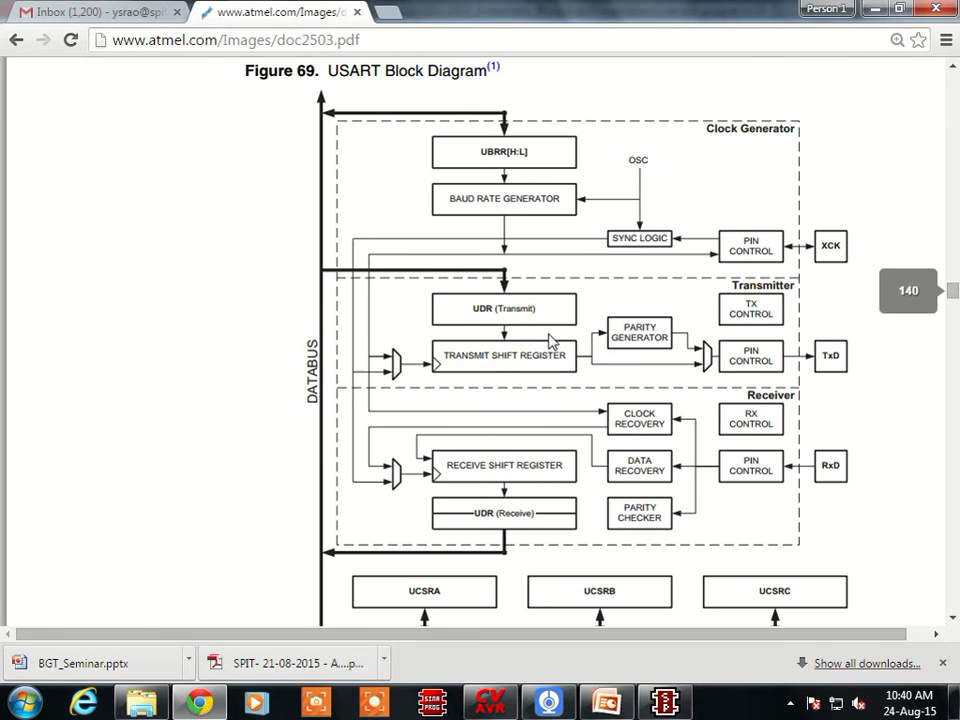 Inbox (1,200) - ysrao@spit
www.atmel.com/Images/d
Person 1
www.atmel.com/Images/doc2503.pdf
Figure 69. USART Block Diagram(1)
Clock Generator
UBRR[H:L]
OSC
BAUD RATE GENERATOR
SYNC LOGIC
PIN
CONTROL
XCK
Transmitter
140
UDR (Transmit)
TX
CONTROL
PARITY
GENERATOR
TRANSMIT SHIFT REGISTER
PIN
CONTROL
TxD
DATABUS
Receiver
CLOCK
RECOVERY
RX
CONTROL
RECEIVE SHIFT REGISTER
DATA
RECOVERY
PIN
CONTROL
RxD
UDR (Receive)
PARITY
CHECKER
UCSRA
UCSRB
UCSRC
BGT_Seminar.pptx
SPIT- 21-08-2015 - A....p...
Show all downloads...
SINA
PROG
CV
AVR
10:40 AM
24-Aug-15